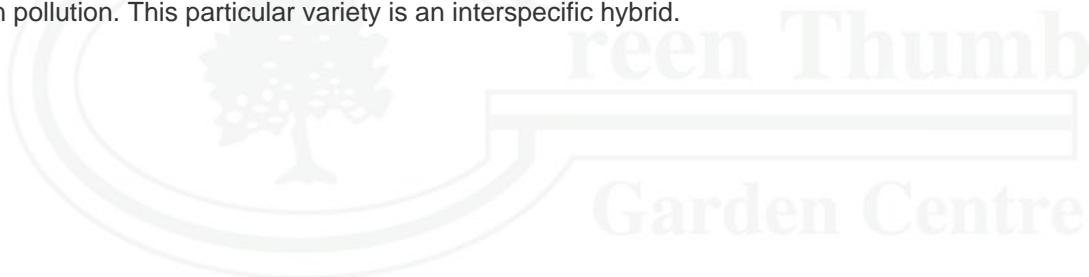 n pollution. This particular variety is an interspecific hybrid.
reen Thumb
Garden Centre